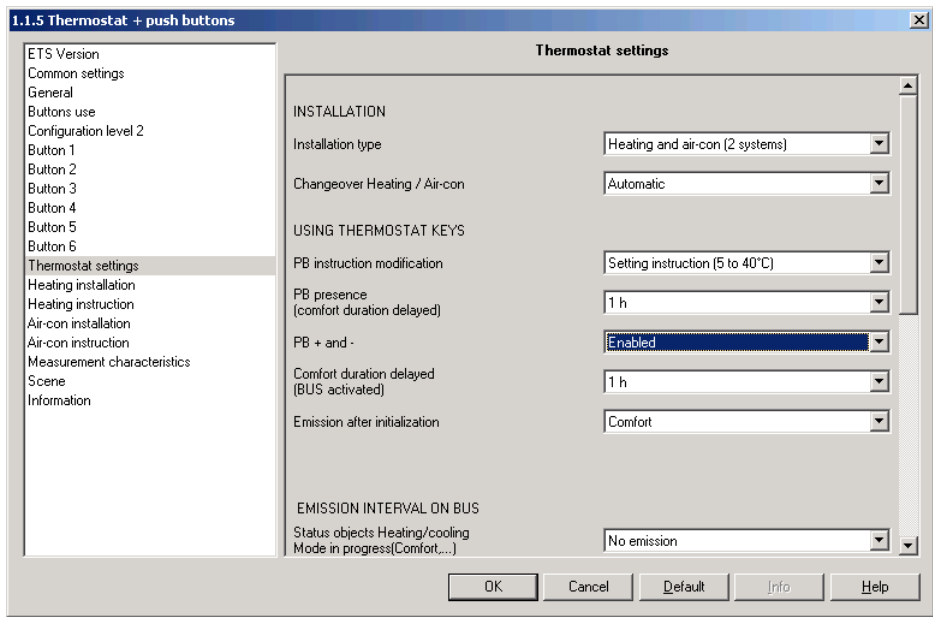 1.1.5 Thermostat + push buttons
ETS Version
Common settings
General
Buttons use
Configuration level 2
Button 1
Button 2
Button 3
Button 4
Button 5
Button 6
Thermostat settings
Heating installation
Heating instruction
Air-con installation
Air-con instruction
Measurement characteristics
Scene
Information
Thermostat settings
INSTALLATION
Installation type
Heating and air-con (2 systems)
Changeover Heating / Air-con
Automatic
USING THERMOSTAT KEYS
PB instruction modification
Setting instruction (5 to 40°C)
PB presence
(comfort duration delayed)
1 h
PB + and -
Enabled
Comfort duration delayed
(BUS activated)
1 h
Emission after initialization
Comfort
EMISSION INTERVAL ON BUS
Status objects Heating/cooling
Mode in progress(Comfort,...)
No emission
OK
Cancel
Default
Info
Help